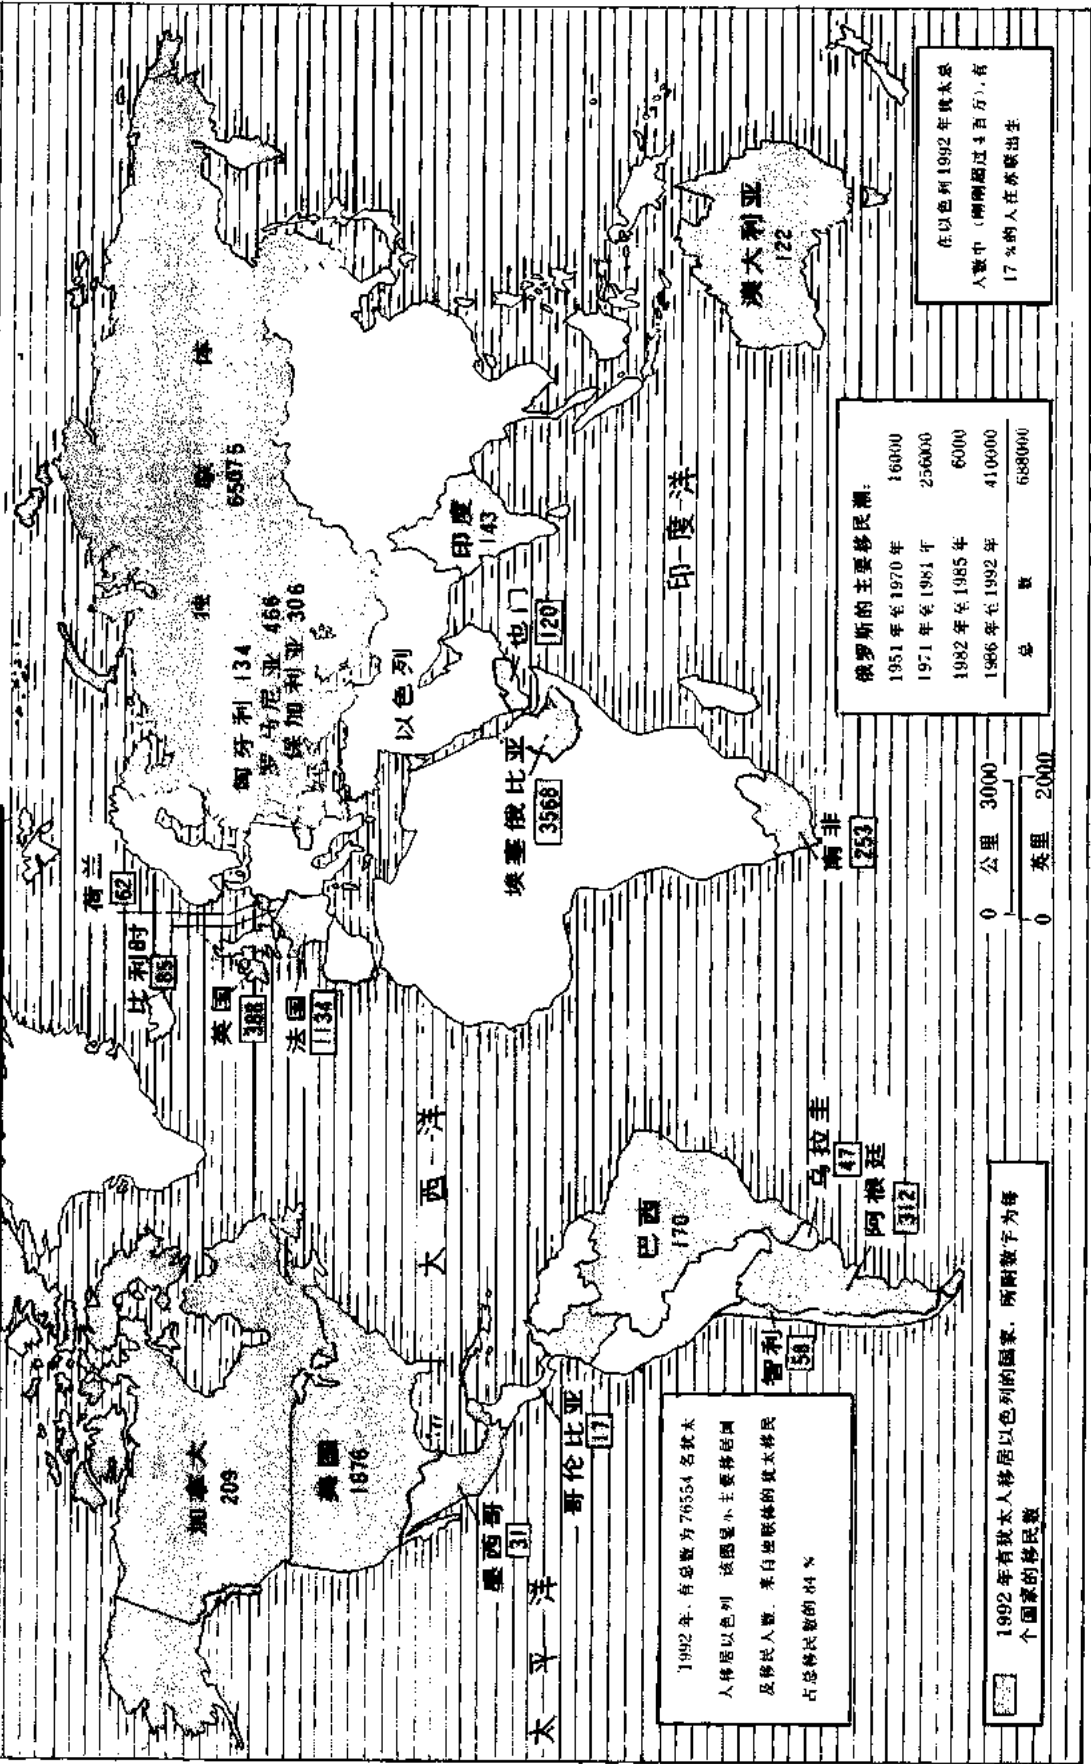 加拿大
209
美国
1876
墨西哥
31
哥伦比亚
17
巴西
170
智利
58
乌拉圭
47
阿根廷
312
荷兰
62
比利时
85
英国
388
法国
1134
独 联 体
65075
匈牙利 134
罗马尼亚 466
保加利亚 306
以色列
也门
120
印度
143
埃塞俄比亚
3568
南非
253
澳大利亚
122
大 西 洋
太 平 洋
印度洋
1992年,有总数为76554名犹太
人移居以色列 该图显示主要移居国
及移民人数,来自独联体的犹太移民
占总移民数的84%
1992年有犹太人移居以色列的国家,所附数字为每
个国家的移民数
0 公里 3000
0 英里 2000
俄罗斯的主要移民潮:
1951年至1970年 16000
1971年至1981年 256000
1982年至1985年 6000
1986年至1992年 410000
总 数 688000
在以色列1992年犹太总
人数中(刚刚超过4百万),有
17%的人在苏联出生